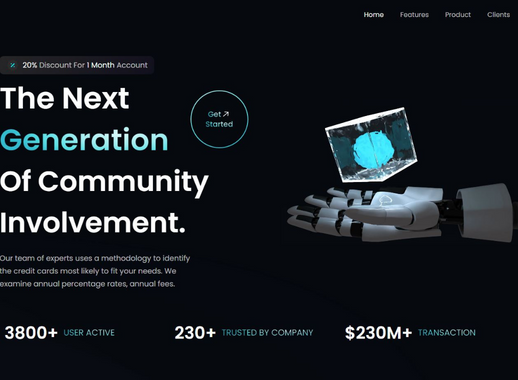 Home Features Product Clients
20% Discount For 1 Month Account
The Next
Generation
Of Community
Involvement.
Get ↗
Started
Our team of experts uses a methodology to identify
the credit cards most likely to fit your needs. We
examine annual percentage rates, annual fees.
3800+ USER ACTIVE 230+ TRUSTED BY COMPANY $230M+ TRANSACTION